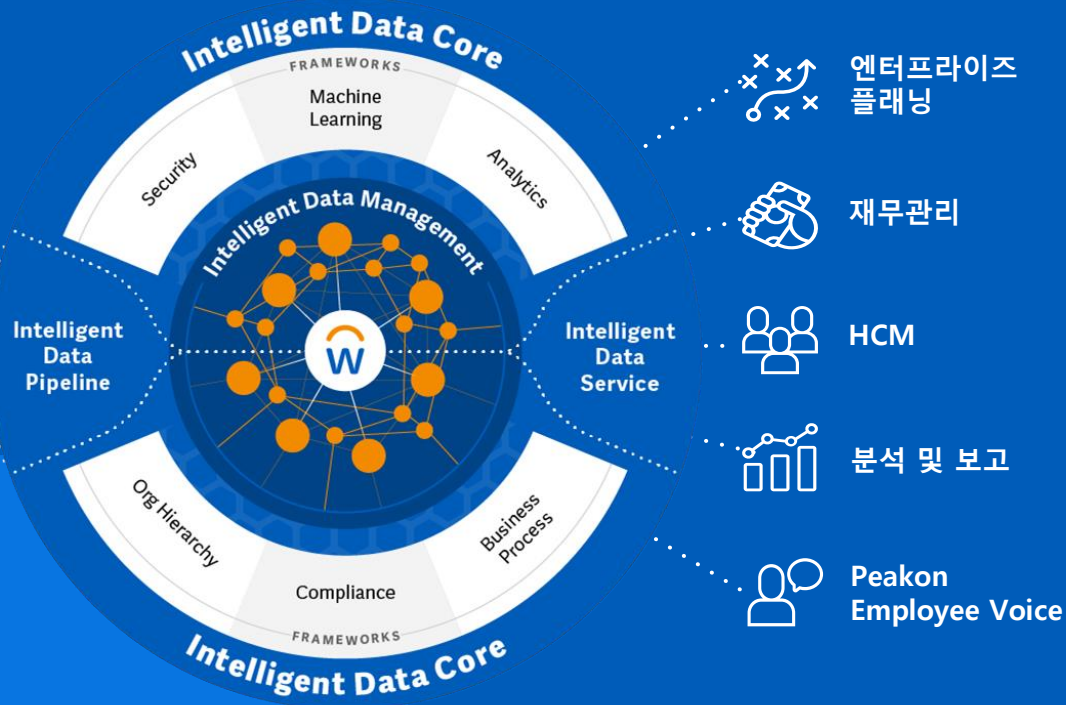 Intelligent Data Core
FRAMEWORKS
Machine
Learning
Security
Analytics
Intelligent Data Management
Intelligent
Data
Pipeline
W
Intelligent
Data
Service
Org Hierarchy
Business
Process
Compliance
FRAMEWORKS
Intelligent Data Core
엔터프라이즈
플래닝
재무관리
HCM
분석 및 보고
Peakon
Employee Voice